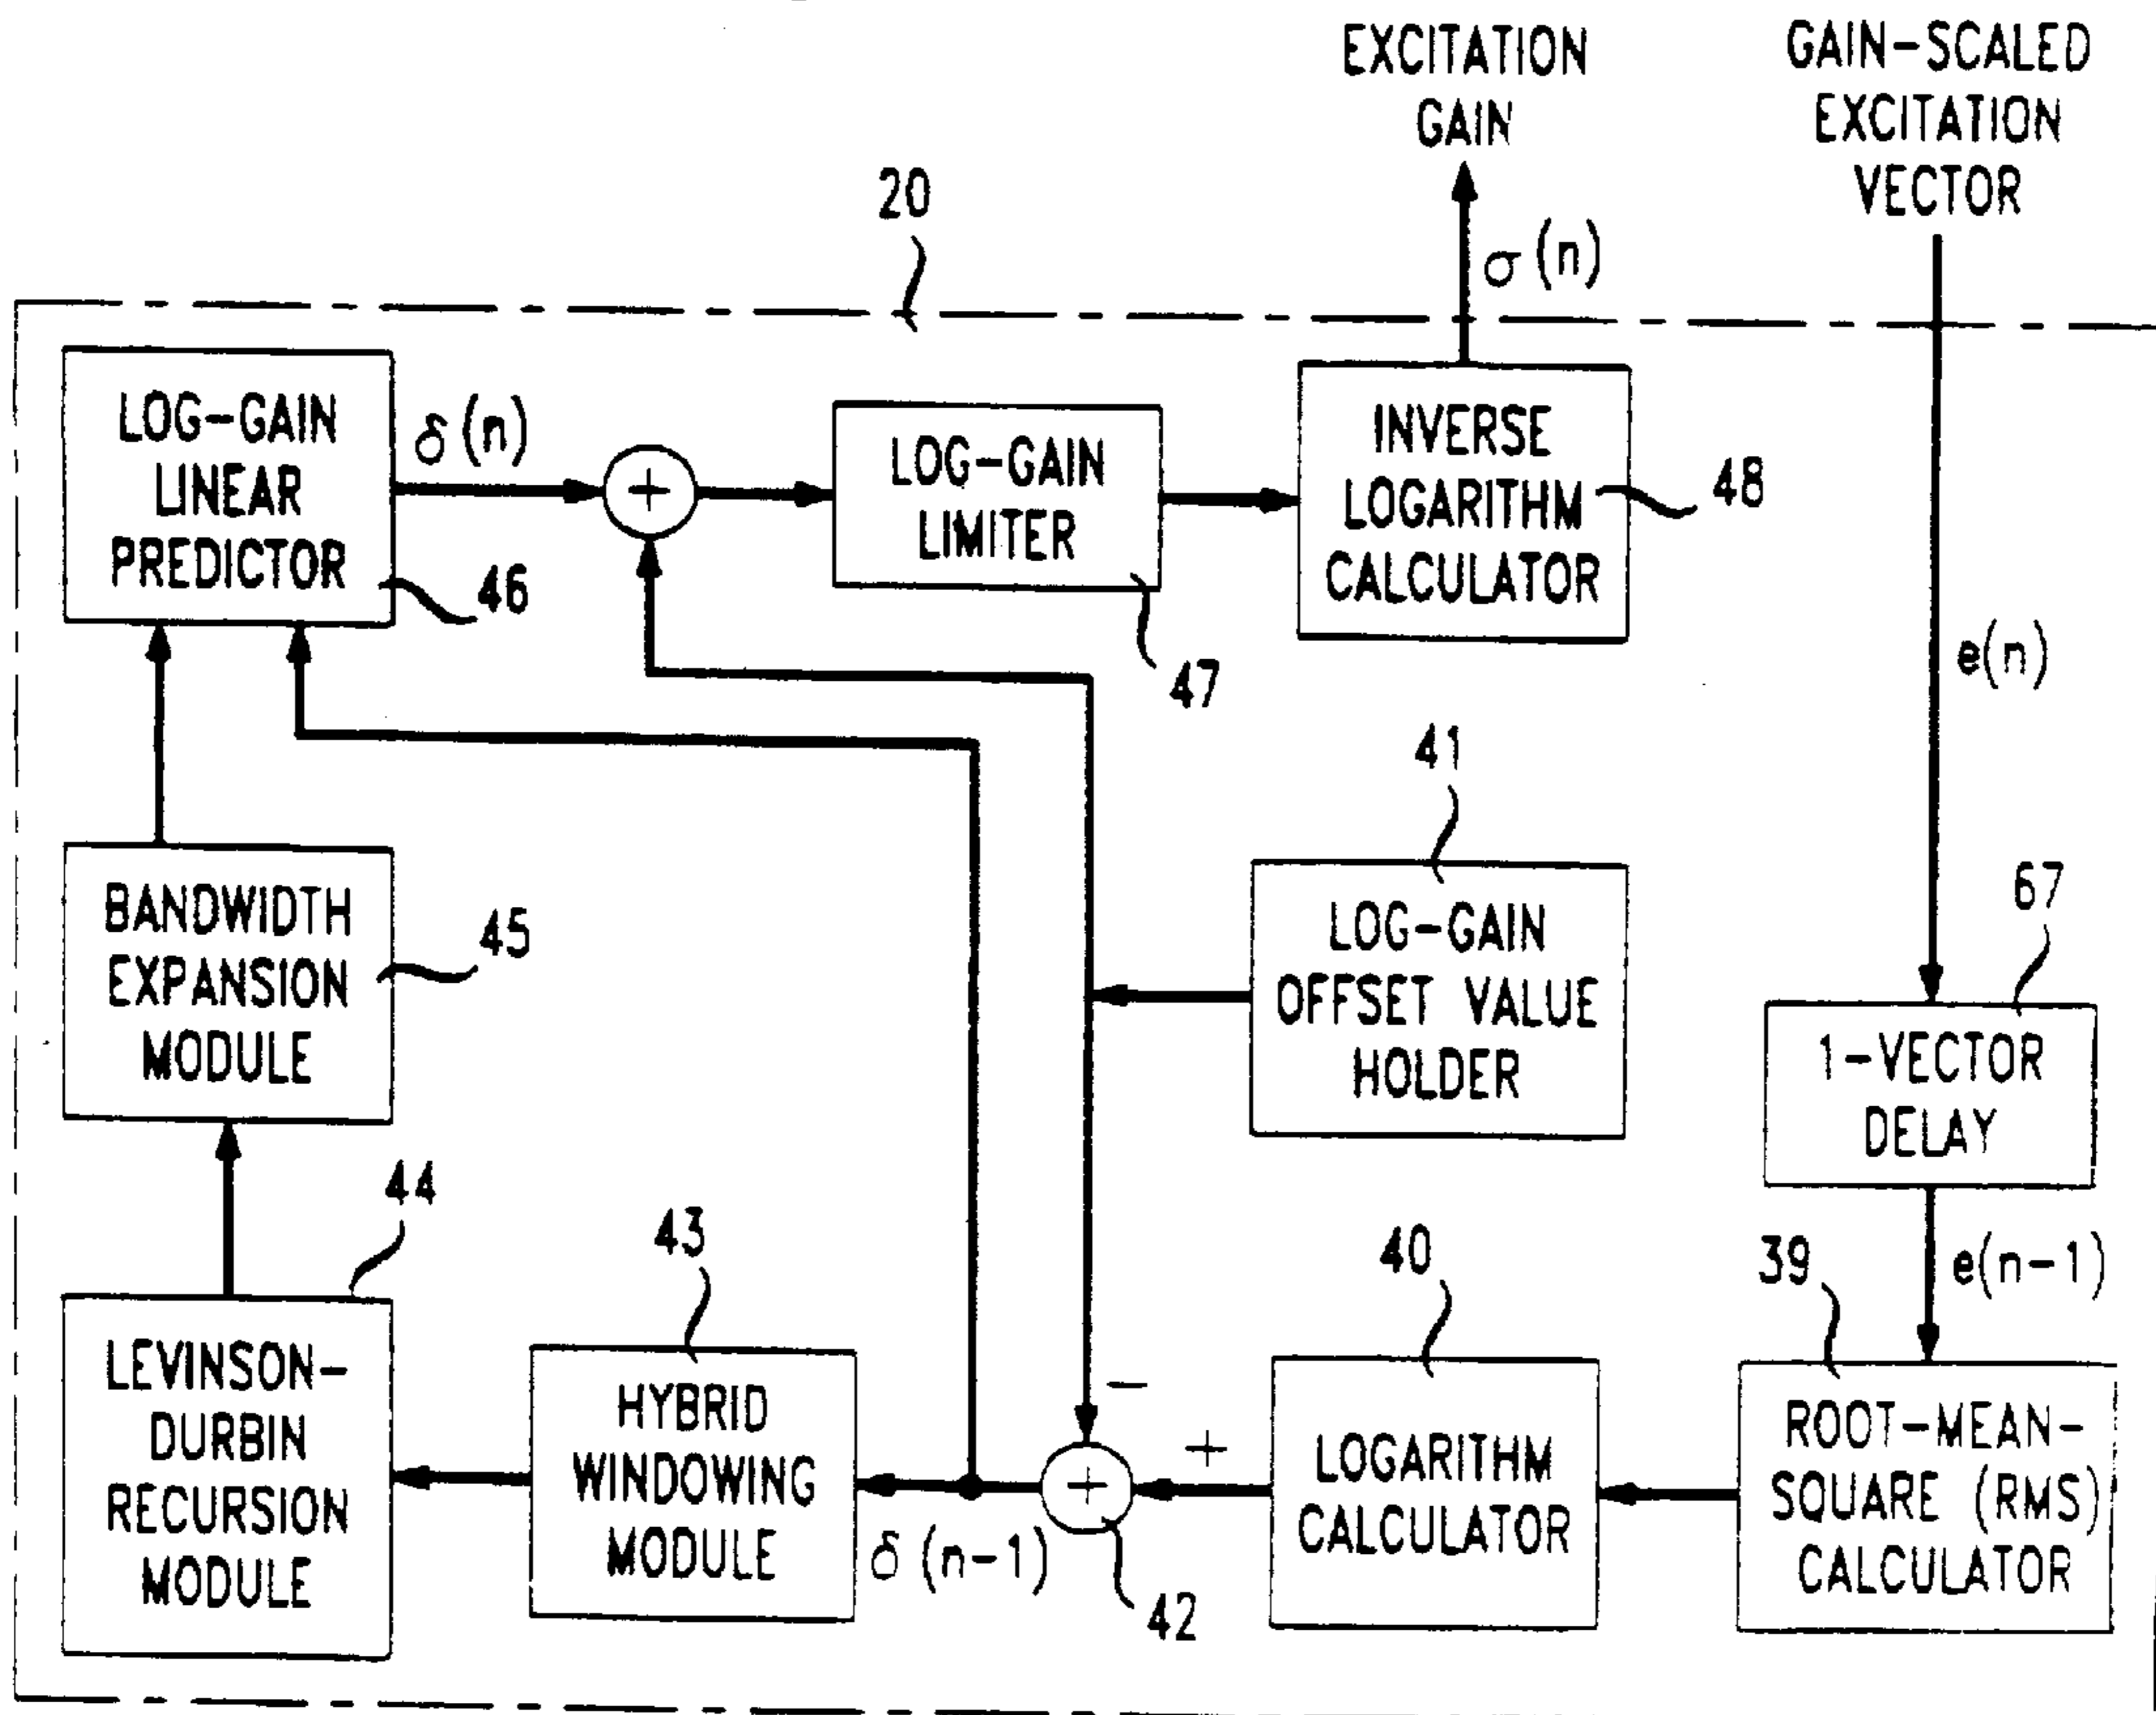 EXCITATION
GAIN
GAIN-SCALED
EXCITATION
VECTOR
20
σ(n)
LOG-GAIN
LINEAR
PREDICTOR
46
δ(n)
+
LOG-GAIN
LIMITER
47
INVERSE
LOGARITHM
CALCULATOR
48
e(n)
41
LOG-GAIN
OFFSET VALUE
HOLDER
67
1-VECTOR
DELAY
BANDWIDTH
EXPANSION
MODULE
45
44
LEVINSON-
DURBIN
RECURSION
MODULE
43
HYBRID
WINDOWING
MODULE
δ(n-1)
−
+
+
42
40
LOGARITHM
CALCULATOR
39
e(n-1)
ROOT-MEAN-
SQUARE (RMS)
CALCULATOR